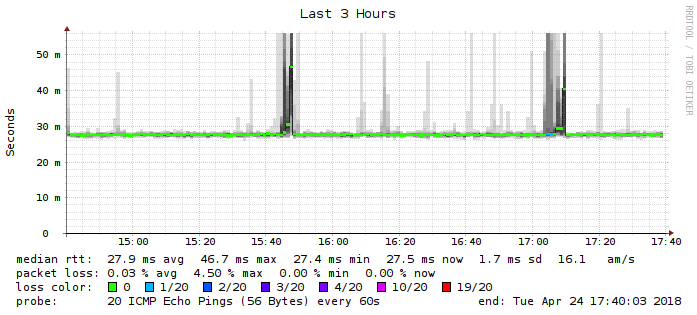 Last 3 Hours
RRDTOOL / TOBI OETIKER
Seconds
50 m
40 m
30 m
20 m
10 m
0
15:00 15:20 15:40 16:00 16:20 16:40 17:00 17:20 17:40
median rtt: 27.9 ms avg 46.7 ms max 27.4 ms min 27.5 ms now 1.7 ms sd 16.1 am/s
packet loss: 0.03 % avg 4.50 % max 0.00 % min 0.00 % now
loss color: 0 1/20 2/20 3/20 4/20 10/20 19/20
probe: 20 ICMP Echo Pings (56 Bytes) every 60s end: Tue Apr 24 17:40:03 2018